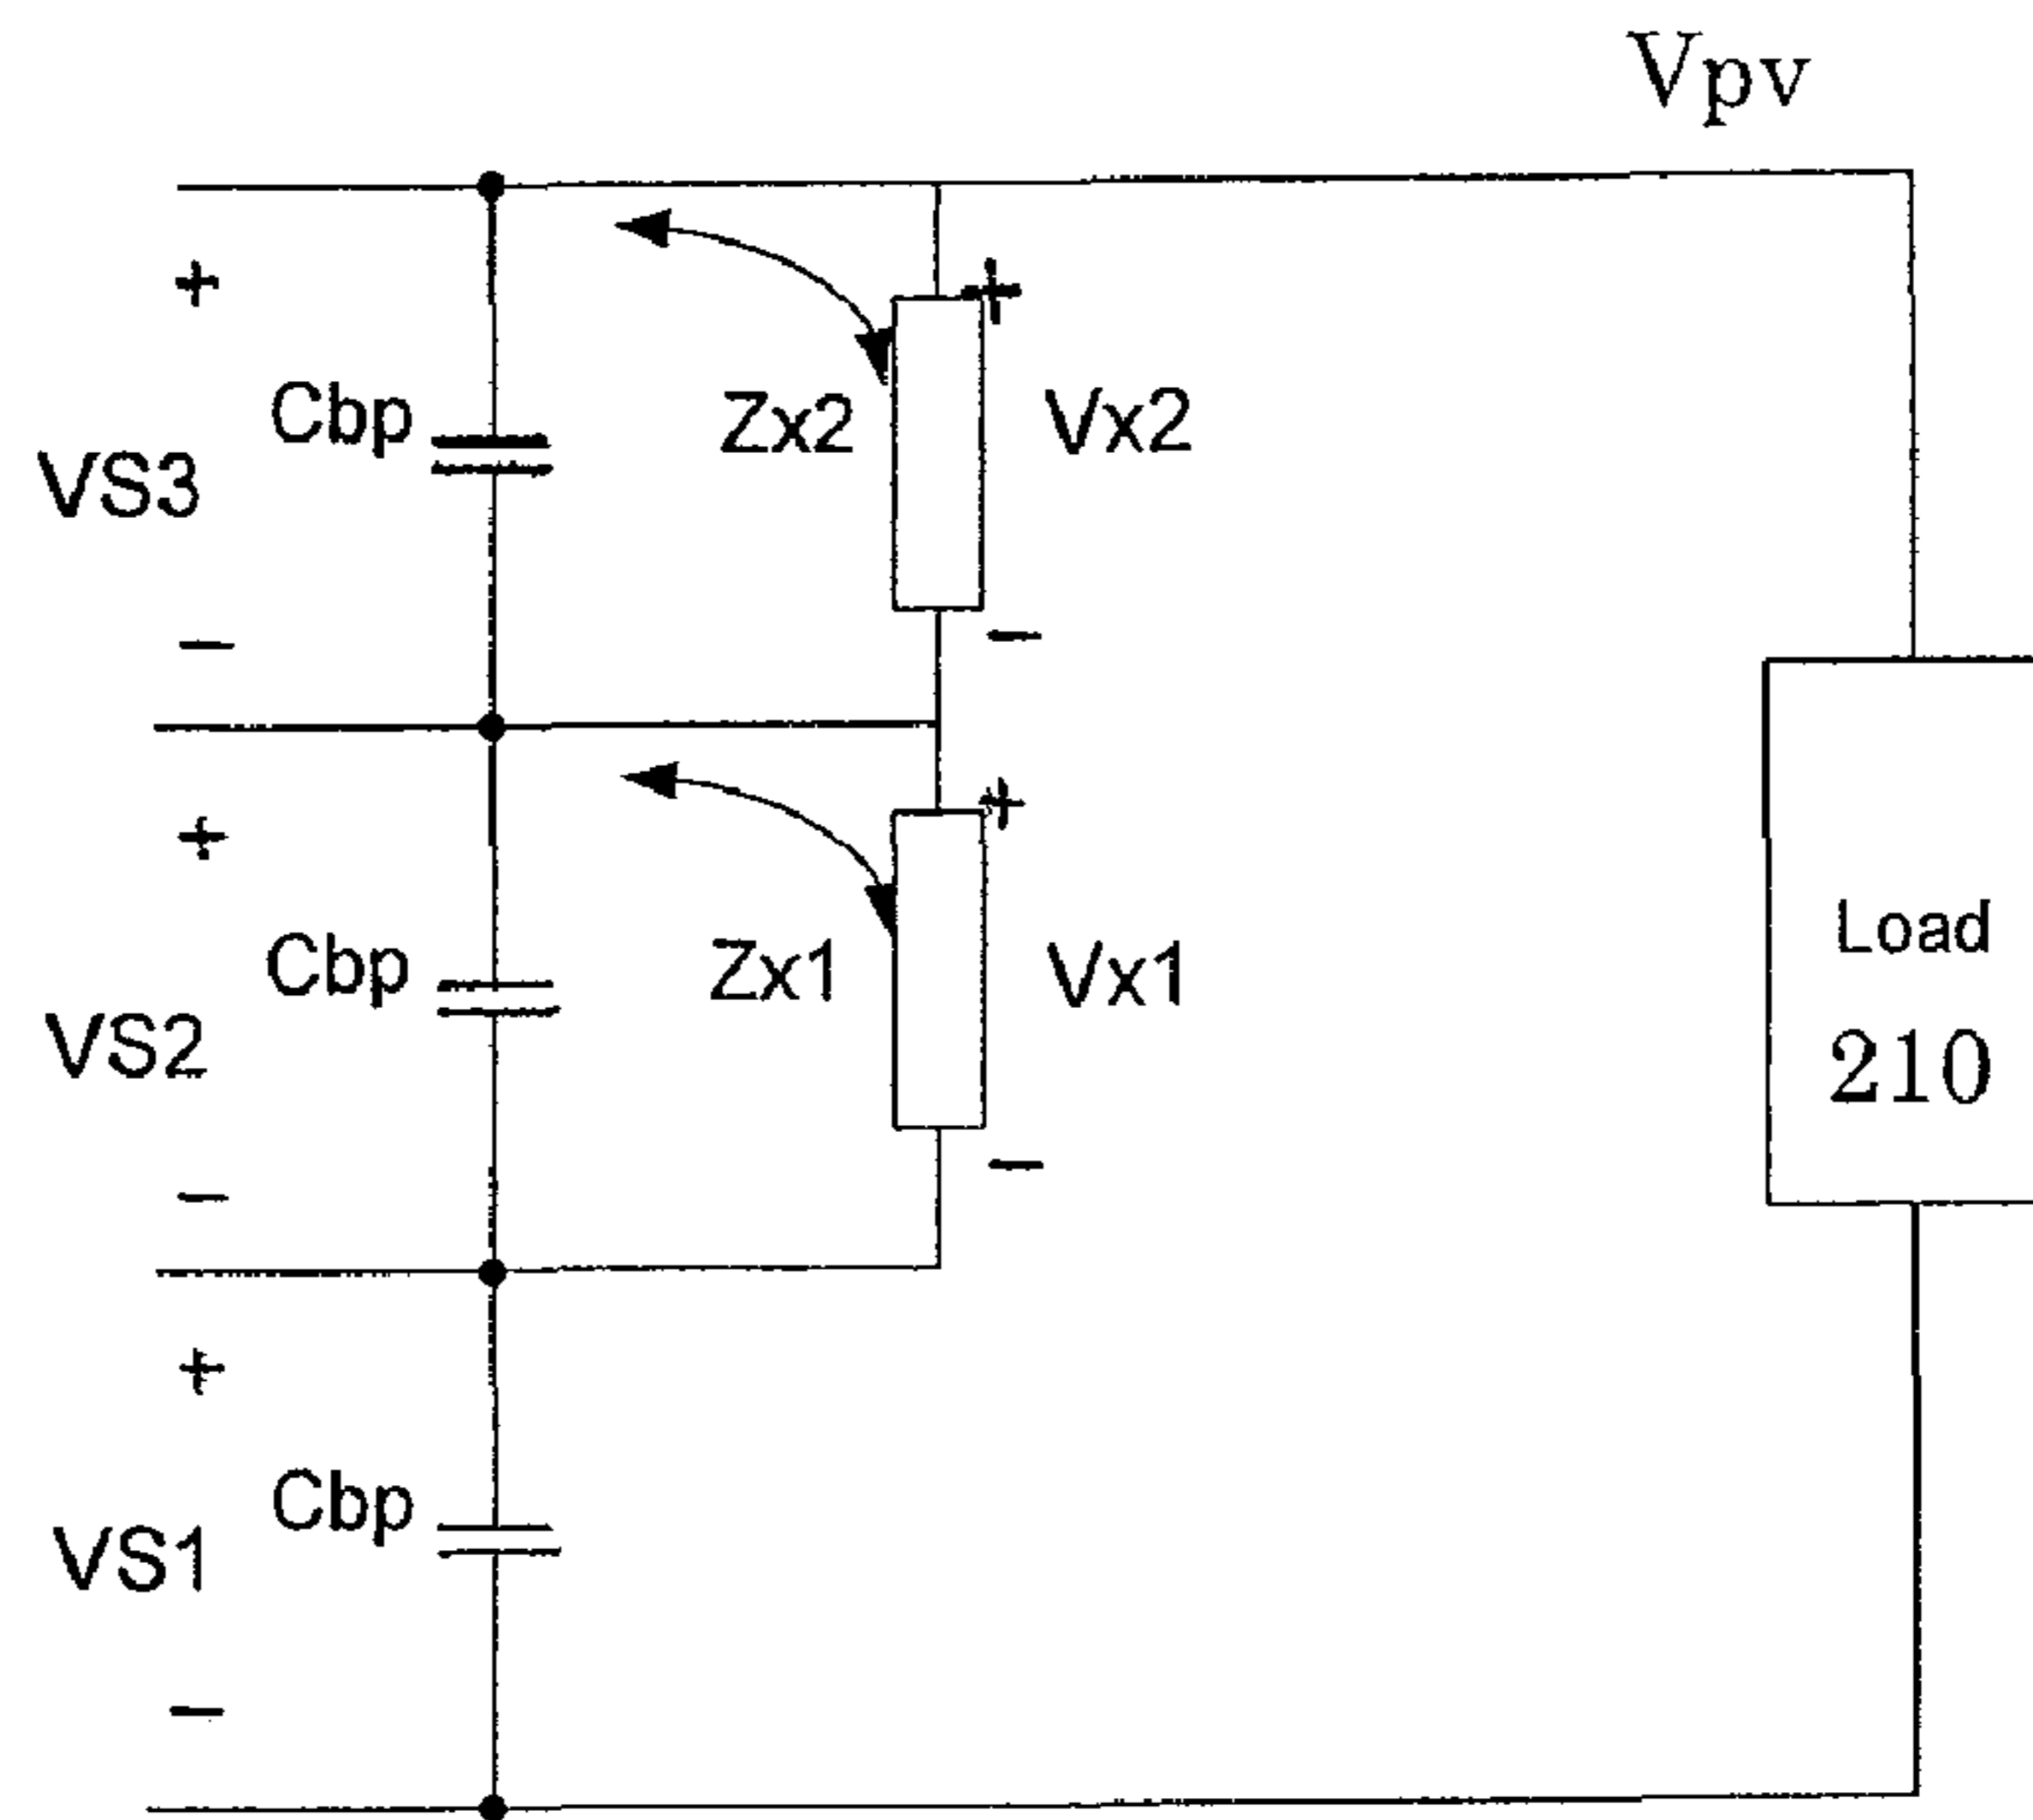 Vpv
+
+
Cbp
Zx2
Vx2
VS3
−
−
+
+
Cbp
Zx1
Vx1
Load
VS2
210
−
−
+
Cbp
VS1
−